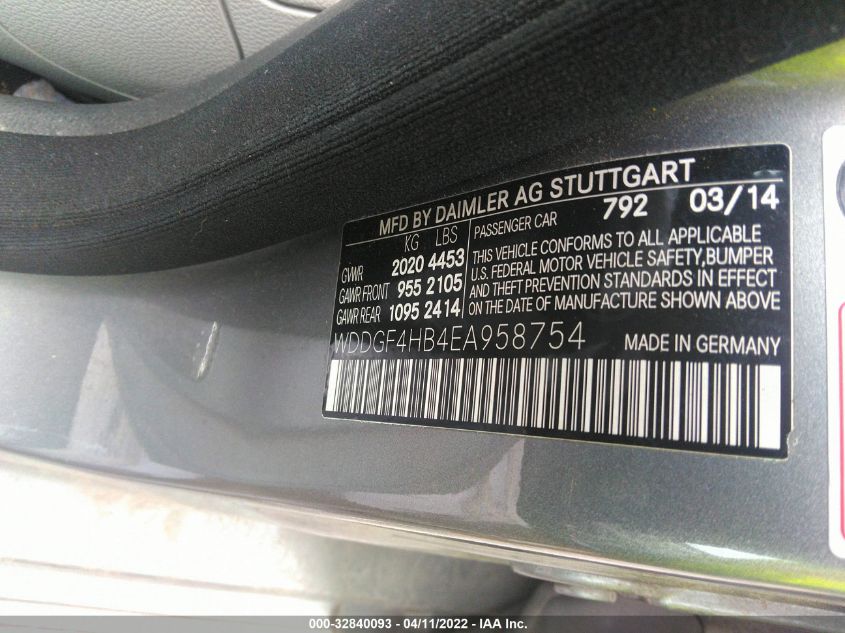 MFD BY DAIMLER AG STUTTGART
KG LBS PASSENGER CAR 792 03/14
GVWR 2020 4453
GAWR FRONT 955 2105
GAWR REAR 1095 2414
THIS VEHICLE CONFORMS TO ALL APPLICABLE
U.S. FEDERAL MOTOR VEHICLE SAFETY,BUMPER
AND THEFT PREVENTION STANDARDS IN EFFECT
ON THE DATE OF MANUFACTURE SHOWN ABOVE.
WDDGF4HB4EA958754 MADE IN GERMANY
000-32840093 - 04/11/2022 - © IAA Inc.